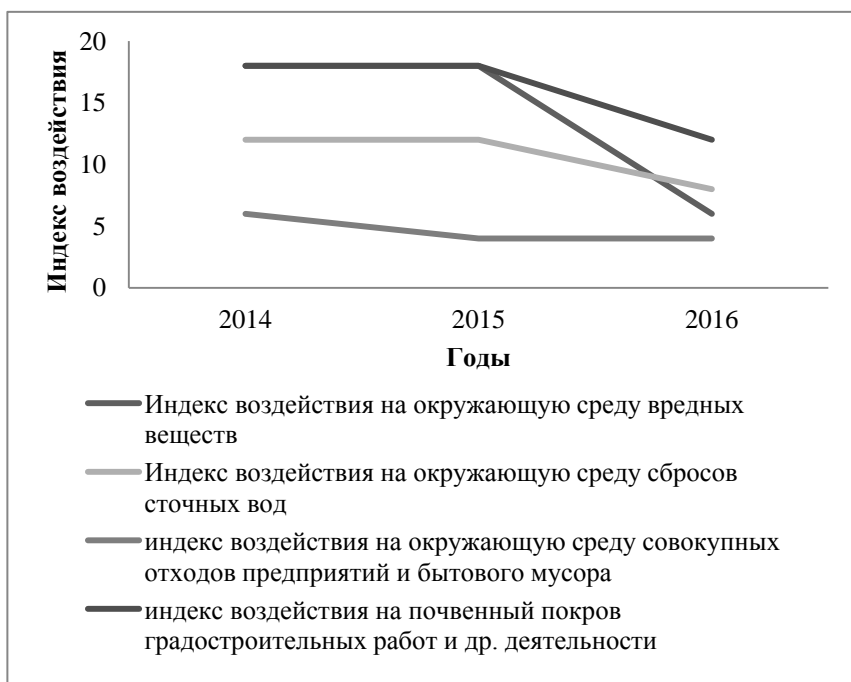 Индекс воздействия
20
15
10
5
0
2014 2015 2016
Годы
Индекс воздействия на окружающую среду вредных
веществ
Индекс воздействия на окружающую среду сбросов
сточных вод
индекс воздействия на окружающую среду совокупных
отходов предприятий и бытового мусора
индекс воздействия на почвенный покров
градостроительных работ и др. деятельности